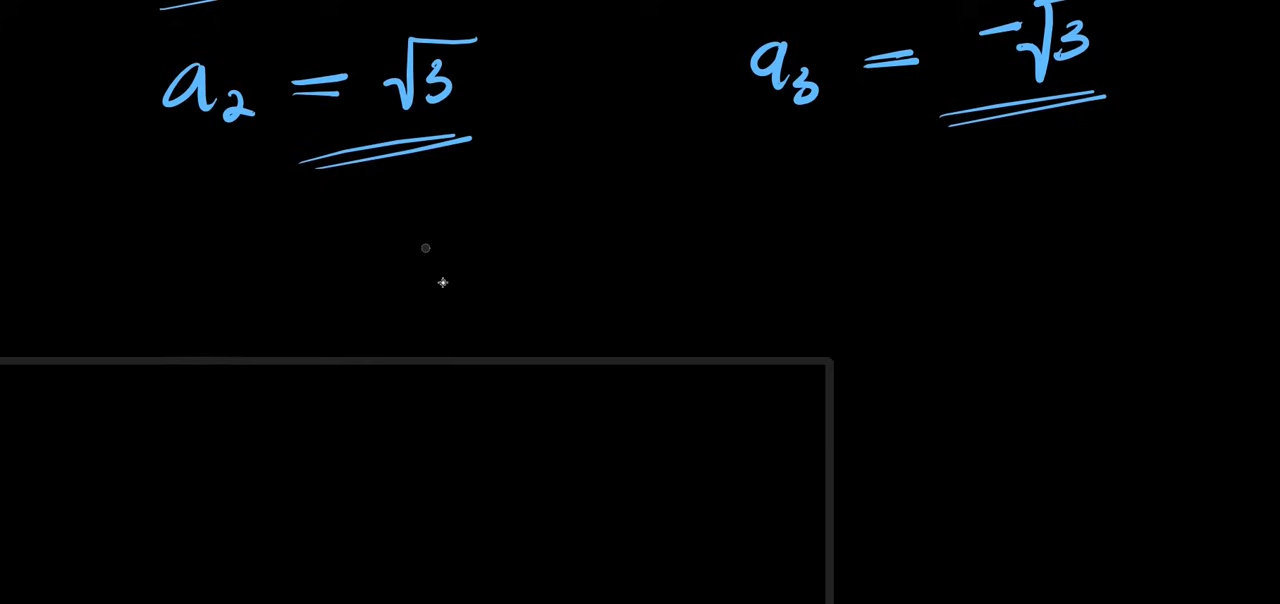 a₂ = √3
a₃ = -√3